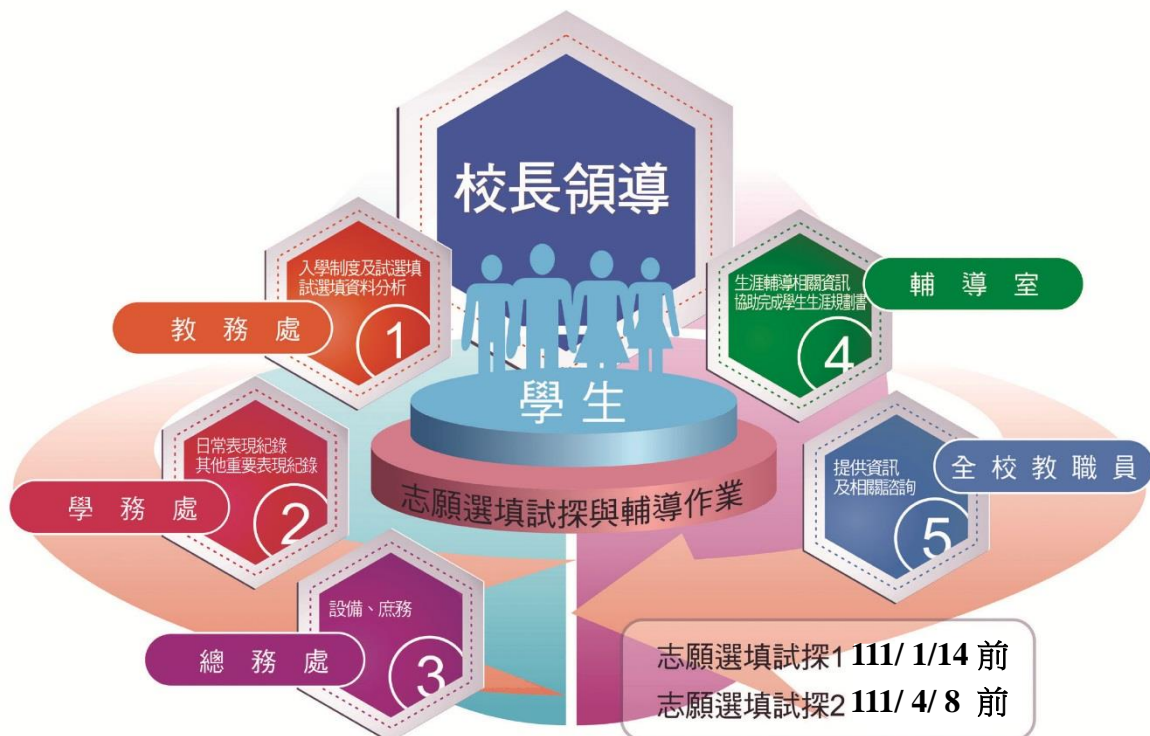 校長領導
入學制度及試選填
試選填資料分析
教務處
1
日常表現紀錄
其他重要表現紀錄
學務處
2
設備、庶務
總務處
3
生涯輔導相關資訊
協助完成學生生涯規劃書
輔導室
4
提供資訊
及相關諮詢
全校教職員
5
學生
志願選填試探與輔導作業
志願選填試探1 111/ 1/14 前
志願選填試探2 111/ 4/ 8 前